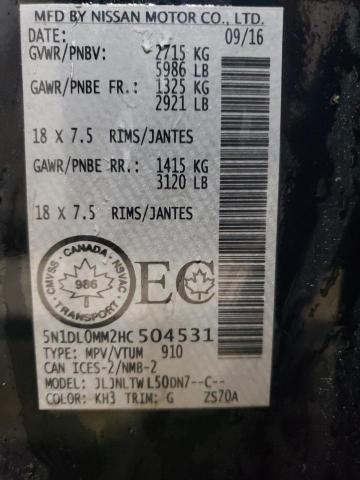 MFD BY NISSAN MOTOR CO., LTD
DATE: 09/16
GVWR/PNBV: 2715 KG
5986 LB
GAWR/PNBE FR.: 1325 KG
2921 LB
18 X 7.5 RIMS/JANTES
GAWR/PNBE RR.: 1415 KG
3120 LB
18 X 7.5 RIMS/JANTES
CMVSS - CANADA - NSVAC
986
TRANSPORT
EC
5N1DL0MM2HC504531
TYPE: MPV/VTUM 910
CAN ICES-2/NMB-2
MODEL: JLJNLTWL50DN7--C--
COLOR: KH3 TRIM: G ZS70A